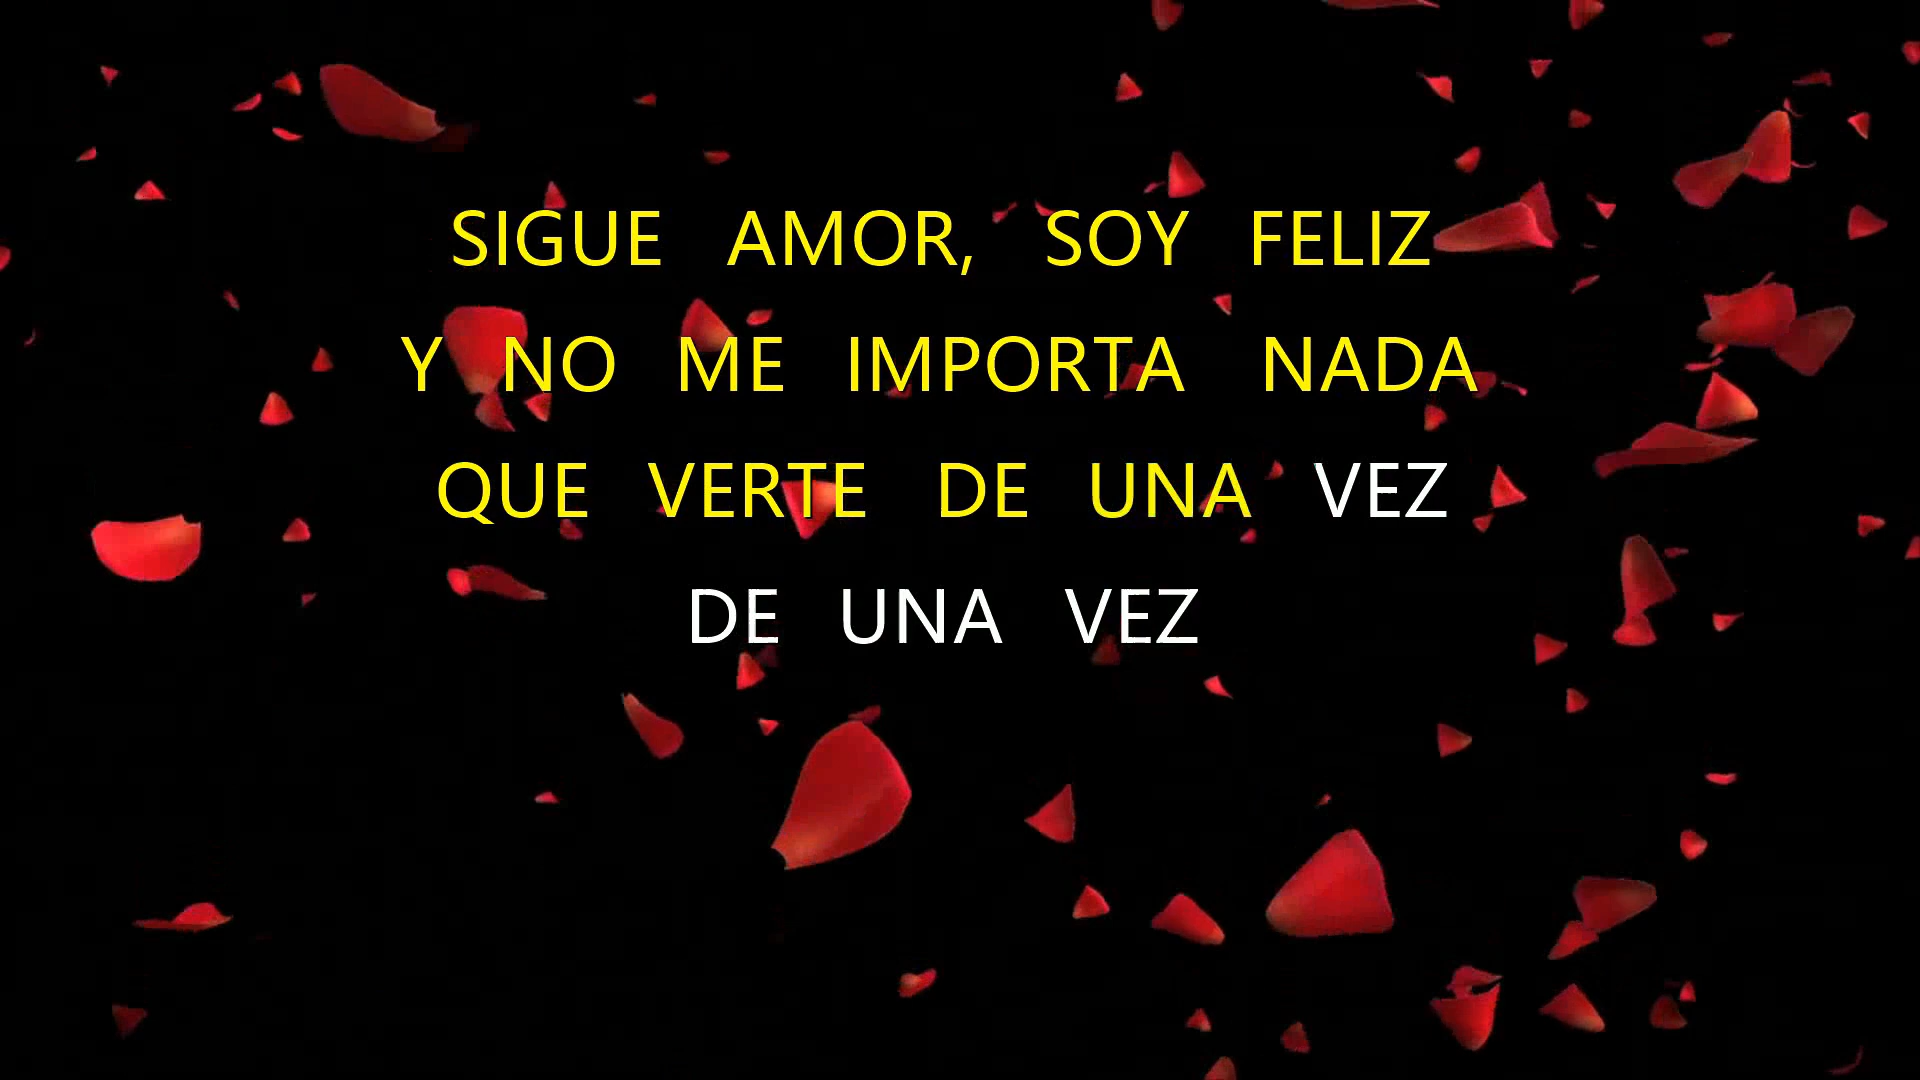 SIGUE AMOR, SOY FELIZ
Y NO ME IMPORTA NADA
QUE VERTE DE UNA VEZ
DE UNA VEZ